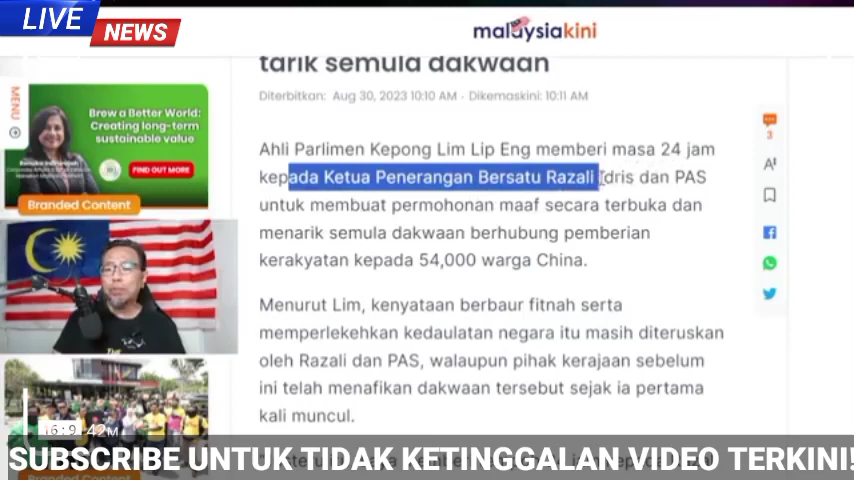 LIVE
NEWS
malaysiakini
tarik semula dakwaan
Diterbitkan: Aug 30, 2023 10:10 AM · Dikemaskini: 10:11 AM
MENU
Brew a Better World:
Creating long-term
sustainable value
FIND OUT MORE
Branded Content
3
Ahli Parlimen Kepong Lim Lip Eng memberi masa 24 jam
kepada Ketua Penerangan Bersatu Razali Idris dan PAS
untuk membuat permohonan maaf secara terbuka dan
menarik semula dakwaan berhubung pemberian
kerakyatan kepada 54,000 warga China.
Menurut Lim, kenyataan berbaur fitnah serta
memperlekehkan kedaulatan negara itu masih diteruskan
oleh Razali dan PAS, walaupun pihak kerajaan sebelum
ini telah menafikan dakwaan tersebut sejak ia pertama
kali muncul.
SUBSCRIBE UNTUK TIDAK KETINGGALAN VIDEO TERKINI!